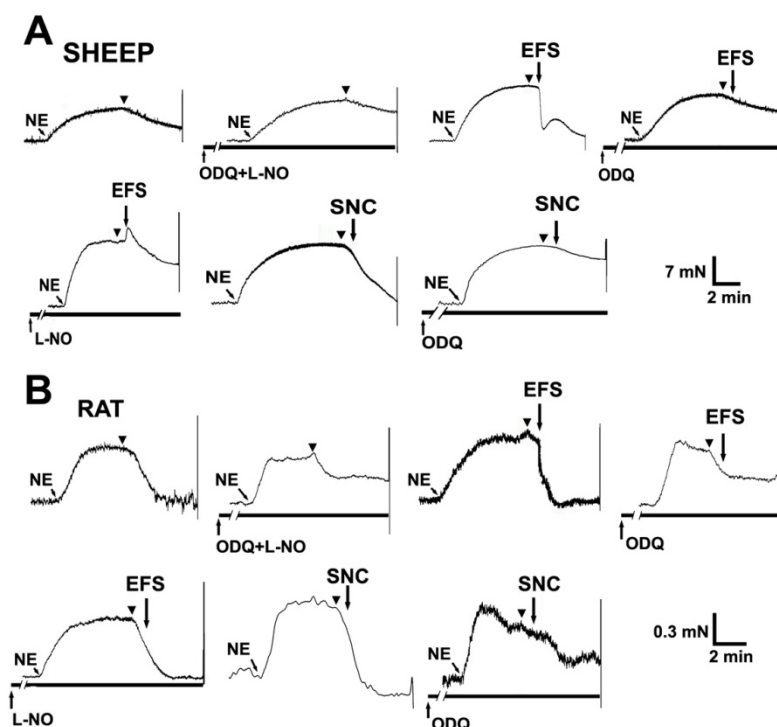 A
SHEEP
NE
NE
ODQ+L-NO
NE
EFS
NE
EFS
ODQ
NE
EFS
L-NO
NE
SNC
NE
SNC
ODQ
7 mN
2 min
B
RAT
NE
NE
ODQ+L-NO
NE
EFS
EFS
ODQ
NE
EFS
L-NO
NE
SNC
NE
SNC
ODQ
0.3 mN
2 min